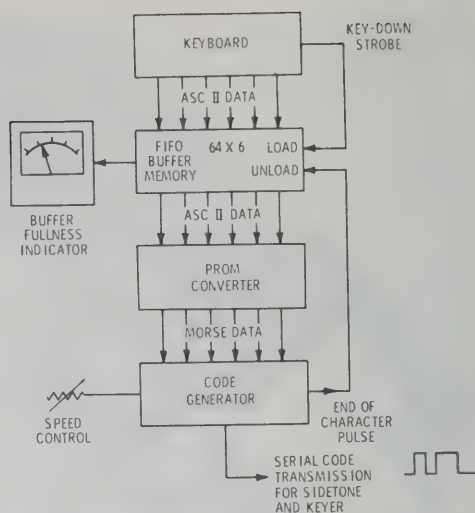 KEYBOARD
KEY-DOWN
STROBE
ASC II DATA
FIFO 64 X 6 LOAD
BUFFER
MEMORY UNLOAD
BUFFER
FULLNESS
INDICATOR
ASC II DATA
PROM
CONVERTER
MORSE DATA
CODE
GENERATOR
SPEED
CONTROL
END OF
CHARACTER
PULSE
SERIAL CODE
TRANSMISSION
FOR SIDETONE
AND KEYER